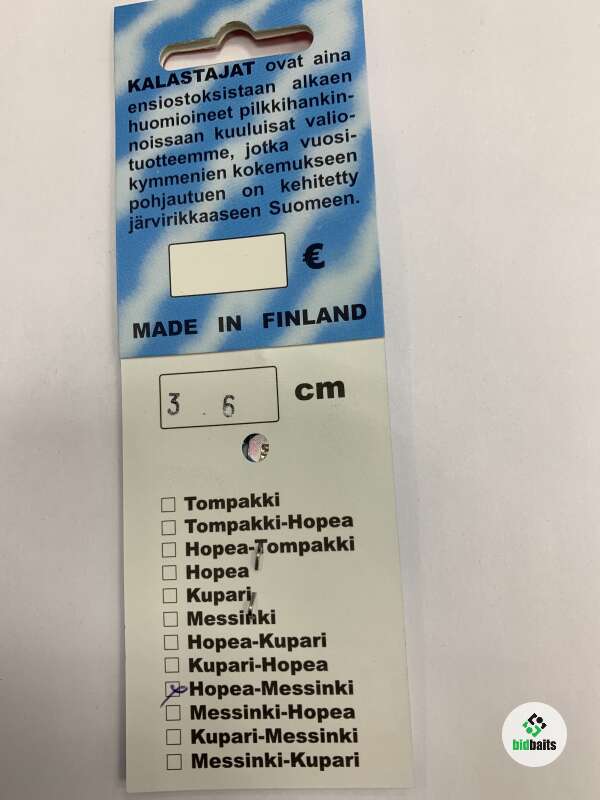 KALASTAJAT ovat aina
ensiostoksistaan alkaen
huomioineet pilkkihankin-
noissaan kuuluisat valio-
tuotteemme, jotka vuosi-
kymmenien kokemukseen
pohjautuen on kehitetty
järvirikkaaseen Suomeen.
€
MADE IN FINLAND
3.6 cm
Tompakki
Tompakki-Hopea
Hopea-Tompakki
Hopea
Kupari
Messinki
Hopea-Kupari
Kupari-Hopea
Hopea-Messinki
Messinki-Hopea
Kupari-Messinki
Messinki-Kupari
bidbaits